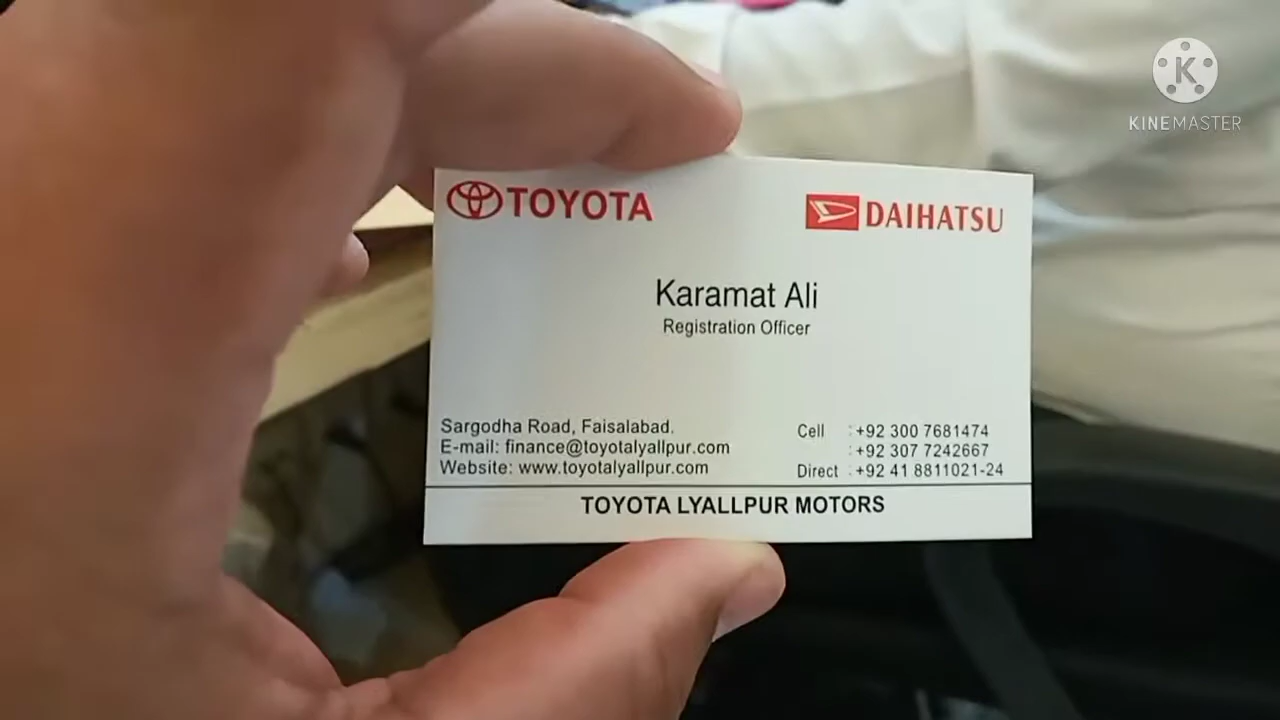 TOYOTA
DAIHATSU
Karamat Ali
Registration Officer
Sargodha Road, Faisalabad.
E-mail: finance@toyotalyallpur.com
Website: www.toyotalyallpur.com
Cell : +92 300 7681474
: +92 307 7242667
Direct : +92 41 8811021-24
TOYOTA LYALLPUR MOTORS
K
KINEMASTER